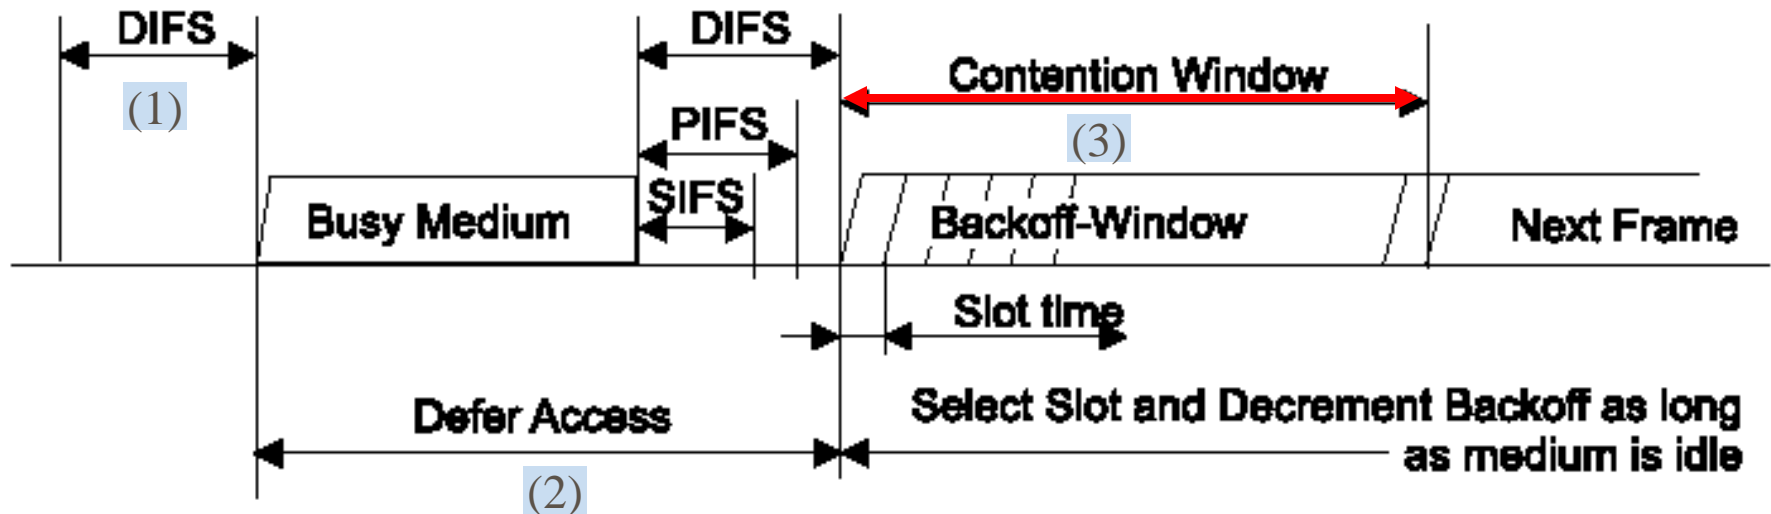 DIFS
DIFS
(1)
Contention Window
PIFS
(3)
SIFS
Busy Medium
Backoff-Window
Next Frame
Slot time
Defer Access
Select Slot and Decrement Backoff as long
as medium is idle
(2)